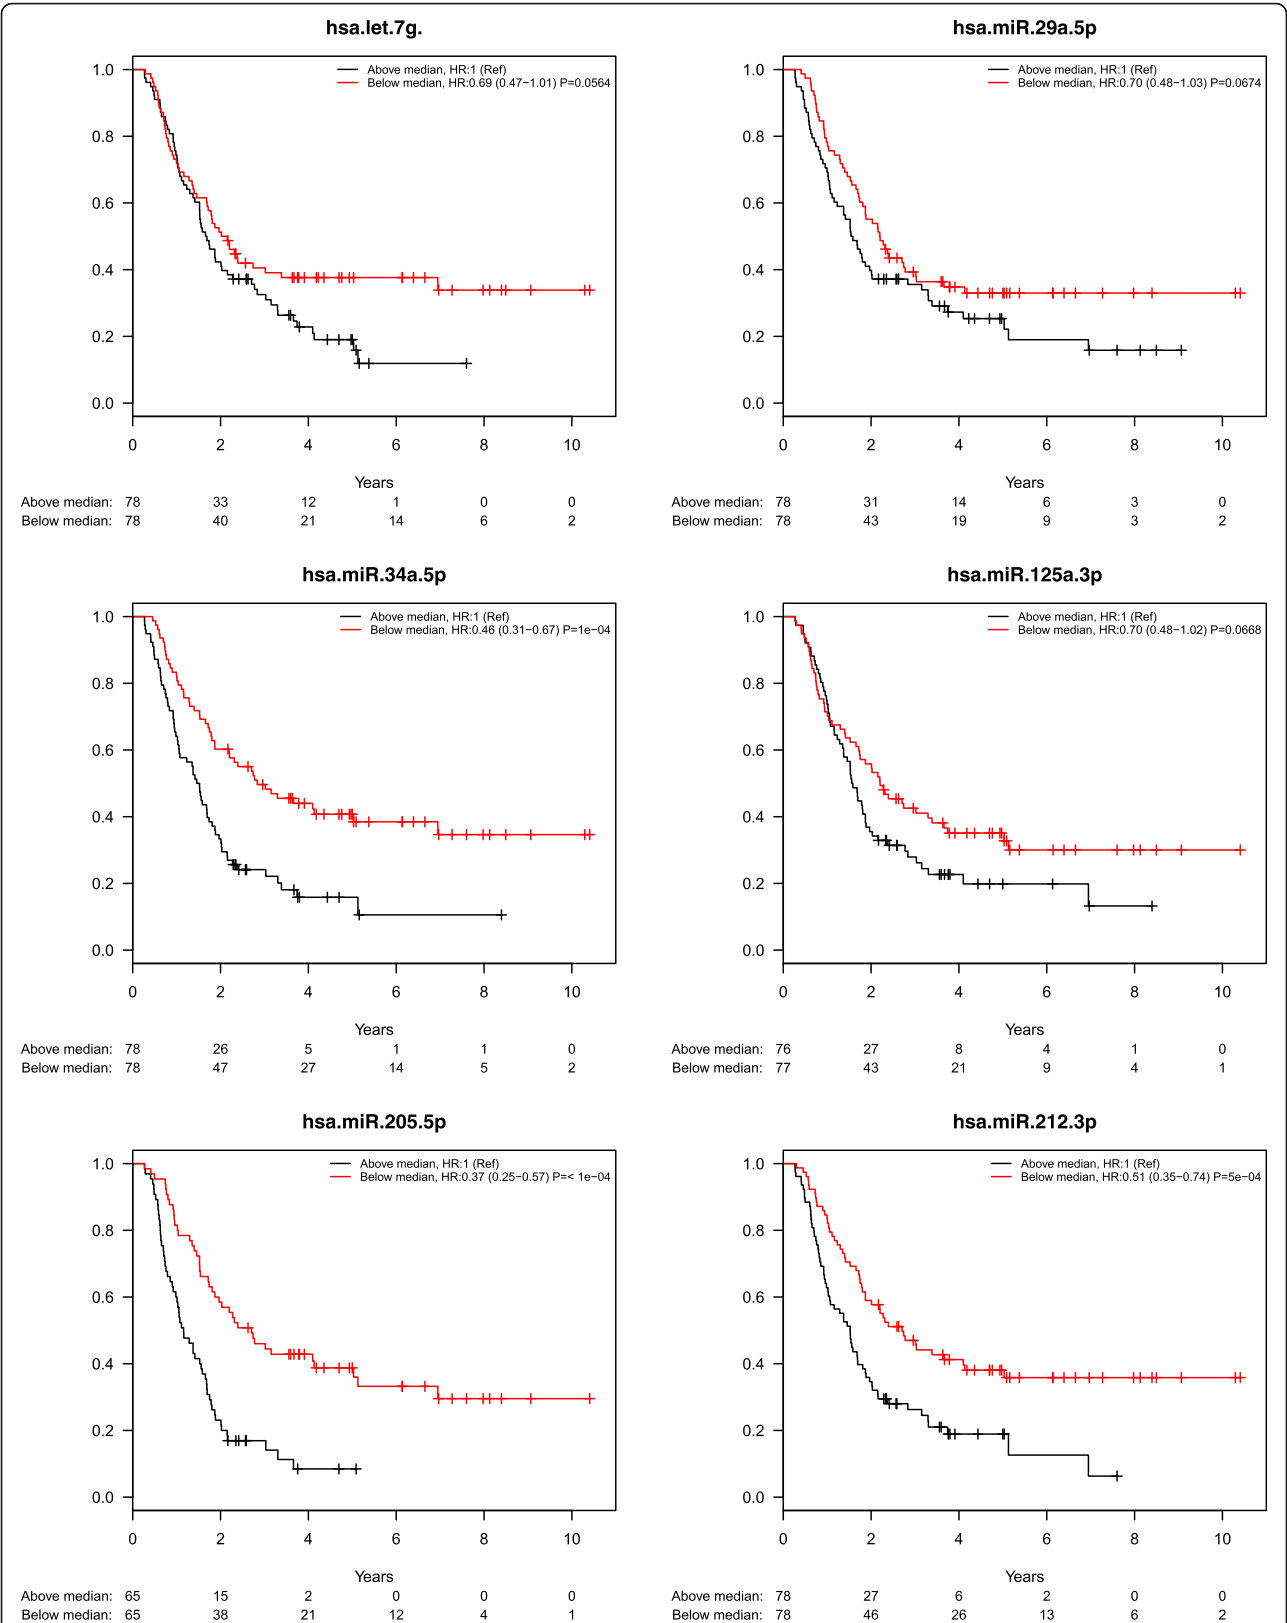 hsa.let.7g.
Above median, HR:1 (Ref)
Below median, HR:0.69 (0.47−1.01) P=0.0564
1.0
0.8
0.6
0.4
0.2
0.0
0 2 4 6 8 10
Years
Above median: 78 33 12 1 0 0
Below median: 78 40 21 14 6 2
hsa.miR.29a.5p
Above median, HR:1 (Ref)
Below median, HR:0.70 (0.48−1.03) P=0.0674
1.0
0.8
0.6
0.4
0.2
0.0
0 2 4 6 8 10
Years
Above median: 78 31 14 6 3 0
Below median: 78 43 19 9 3 2
hsa.miR.34a.5p
Above median, HR:1 (Ref)
Below median, HR:0.46 (0.31−0.67) P=1e−04
1.0
0.8
0.6
0.4
0.2
0.0
0 2 4 6 8 10
Years
Above median: 78 26 5 1 1 0
Below median: 78 47 27 14 5 2
hsa.miR.125a.3p
Above median, HR:1 (Ref)
Below median, HR:0.70 (0.48−1.02) P=0.0668
1.0
0.8
0.6
0.4
0.2
0.0
0 2 4 6 8 10
Years
Above median: 76 27 8 4 1 0
Below median: 77 43 21 9 4 1
hsa.miR.205.5p
Above median, HR:1 (Ref)
Below median, HR:0.37 (0.25−0.57) P=< 1e−04
1.0
0.8
0.6
0.4
0.2
0.0
0 2 4 6 8 10
Years
Above median: 65 15 2 0 0 0
Below median: 65 38 21 12 4 1
hsa.miR.212.3p
Above median, HR:1 (Ref)
Below median, HR:0.51 (0.35−0.74) P=5e−04
1.0
0.8
0.6
0.4
0.2
0.0
0 2 4 6 8 10
Years
Above median: 78 27 6 2 0 0
Below median: 78 46 26 13 6 2